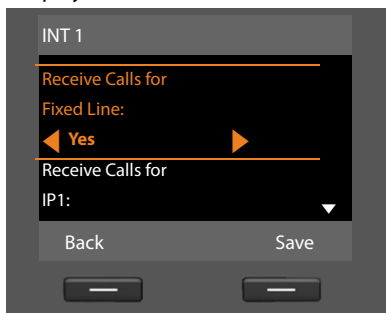 INT 1
Receive Calls for
Fixed Line:
Yes
Receive Calls for
IP1:
Back Save